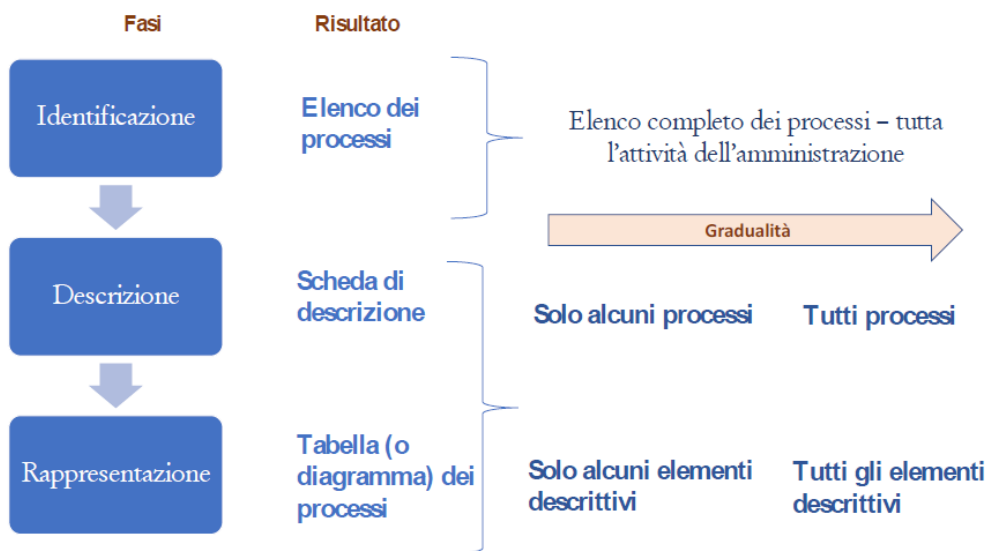 Fasi
Risultato
Identificazione
Elenco dei
processi
Elenco completo dei processi – tutta
l'attività dell'amministrazione
Gradualità
Descrizione
Scheda di
descrizione
Solo alcuni processi
Tutti processi
Rappresentazione
Tabella (o
diagramma) dei
processi
Solo alcuni elementi
descrittivi
Tutti gli elementi
descrittivi